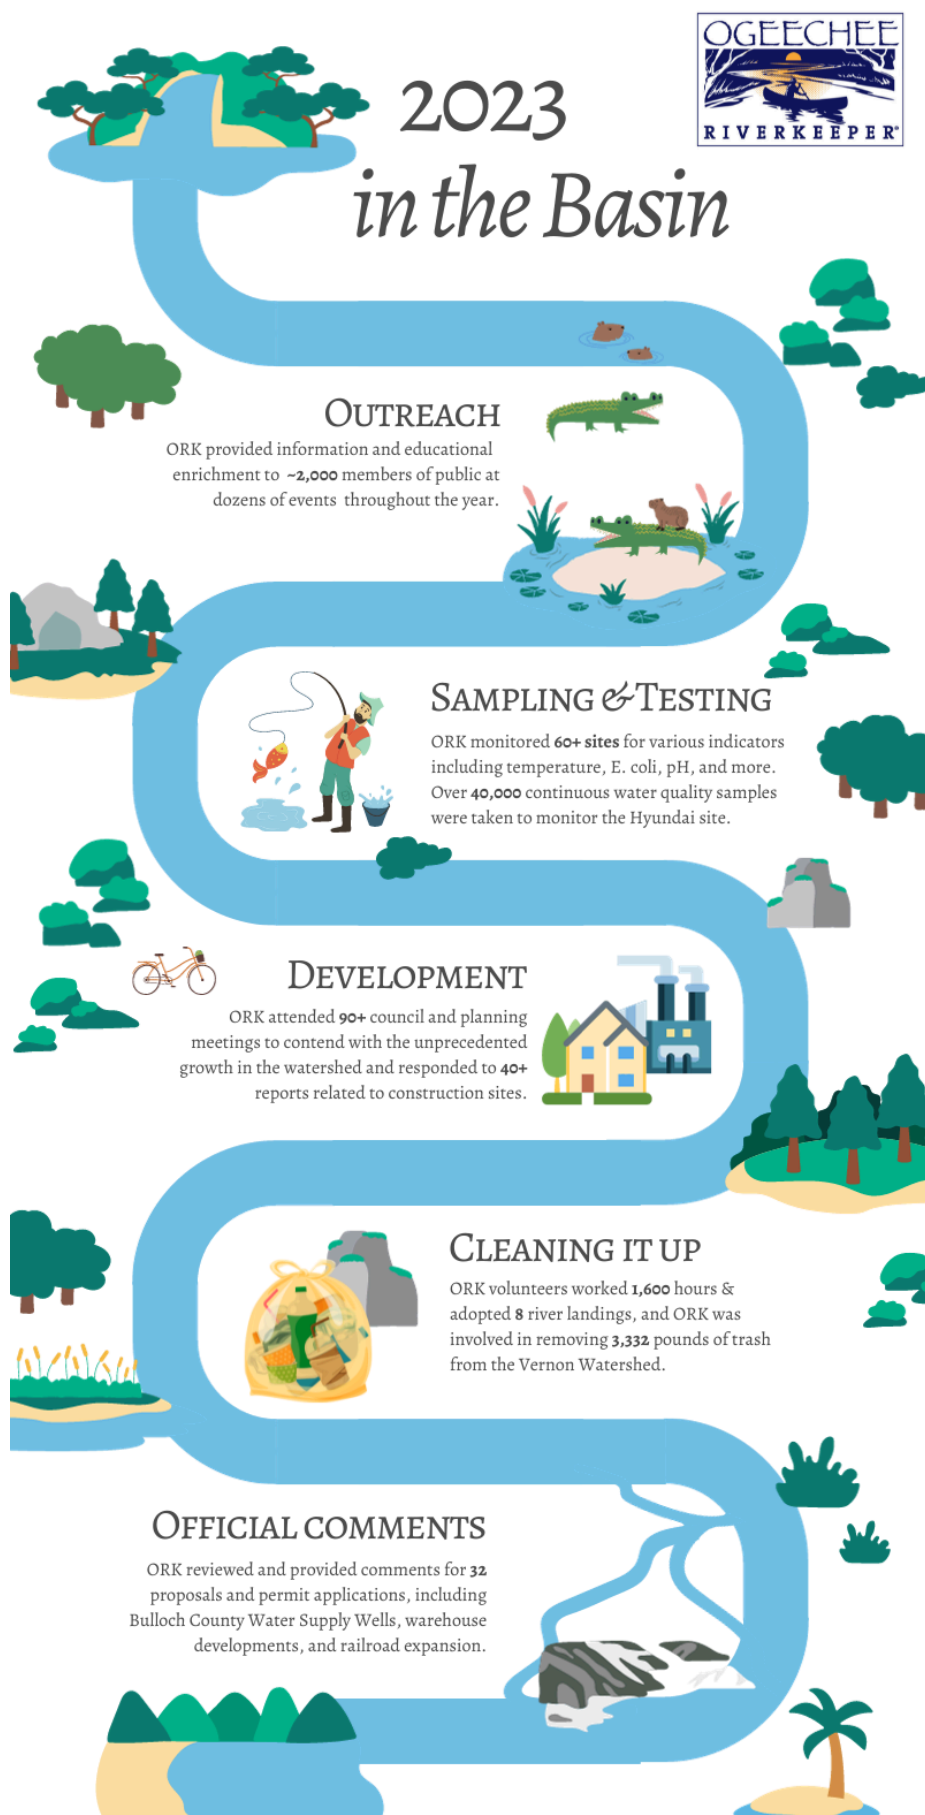 OGEECHEE
RIVERKEEPER®
2023
in the Basin
OUTREACH
ORK provided information and educational
enrichment to ~2,000 members of public at
dozens of events throughout the year.
SAMPLING & TESTING
ORK monitored 60+ sites for various indicators
including temperature, E. coli, pH, and more.
Over 40,000 continuous water quality samples
were taken to monitor the Hyundai site.
DEVELOPMENT
ORK attended 90+ council and planning
meetings to contend with the unprecedented
growth in the watershed and responded to 40+
reports related to construction sites.
CLEANING IT UP
ORK volunteers worked 1,600 hours &
adopted 8 river landings, and ORK was
involved in removing 3,332 pounds of trash
from the Vernon Watershed.
OFFICIAL COMMENTS
ORK reviewed and provided comments for 32
proposals and permit applications, including
Bulloch County Water Supply Wells, warehouse
developments, and railroad expansion.